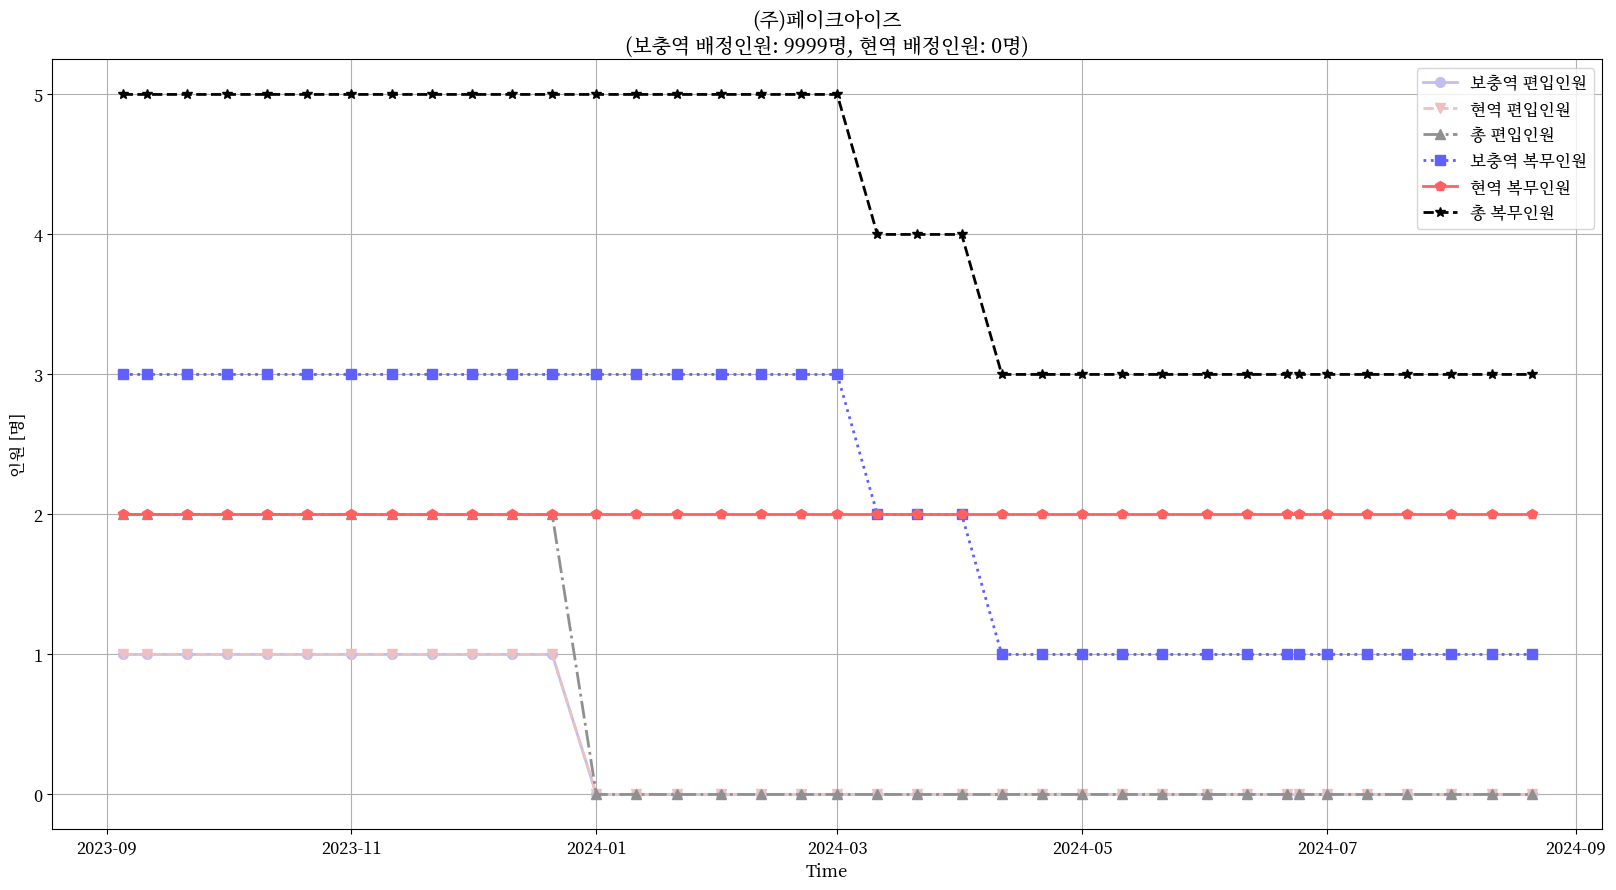 (주)페이크아이즈
(보충역 배정인원: 9999명, 현역 배정인원: 0명)
보충역 편입인원
현역 편입인원
총 편입인원
보충역 복무인원
현역 복무인원
총 복무인원
인원 [명]
5
4
3
2
1
0
2023-09
2023-11
2024-01
2024-03
2024-05
2024-07
2024-09
Time